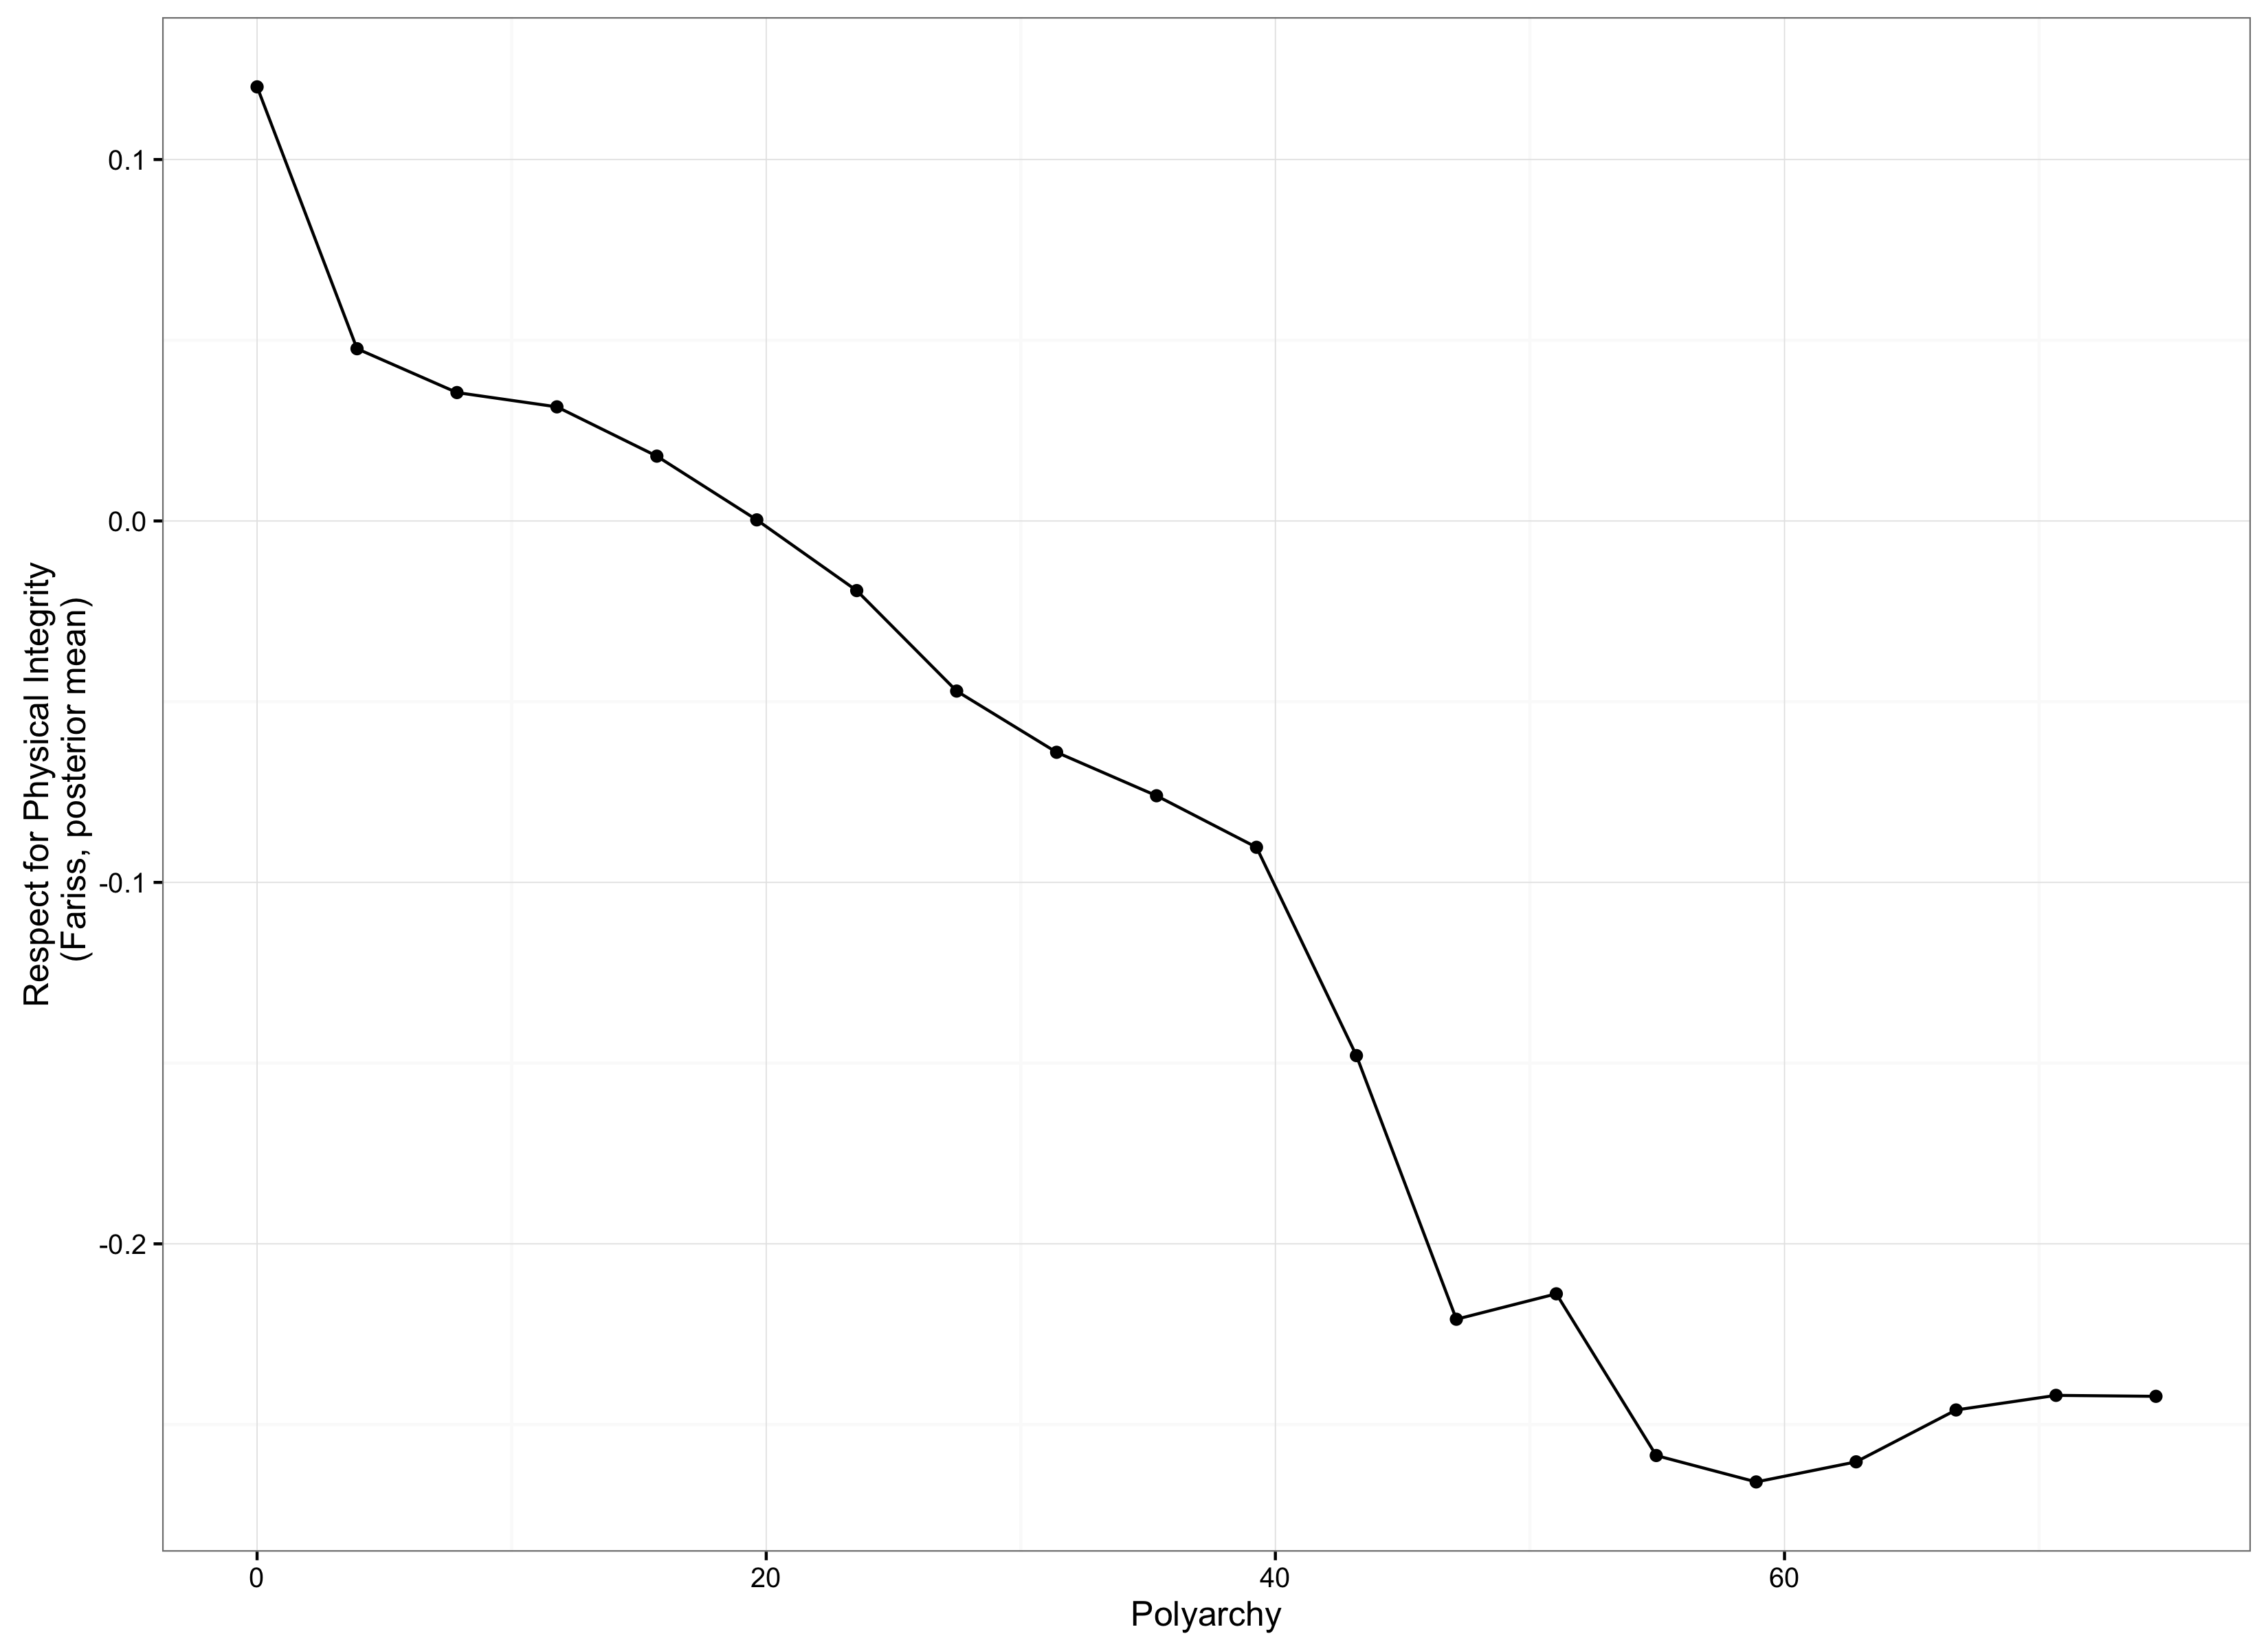 Respect for Physical Integrity
(Fariss, posterior mean)
0.1
0.0
-0.1
-0.2
0
20
40
60
Polyarchy